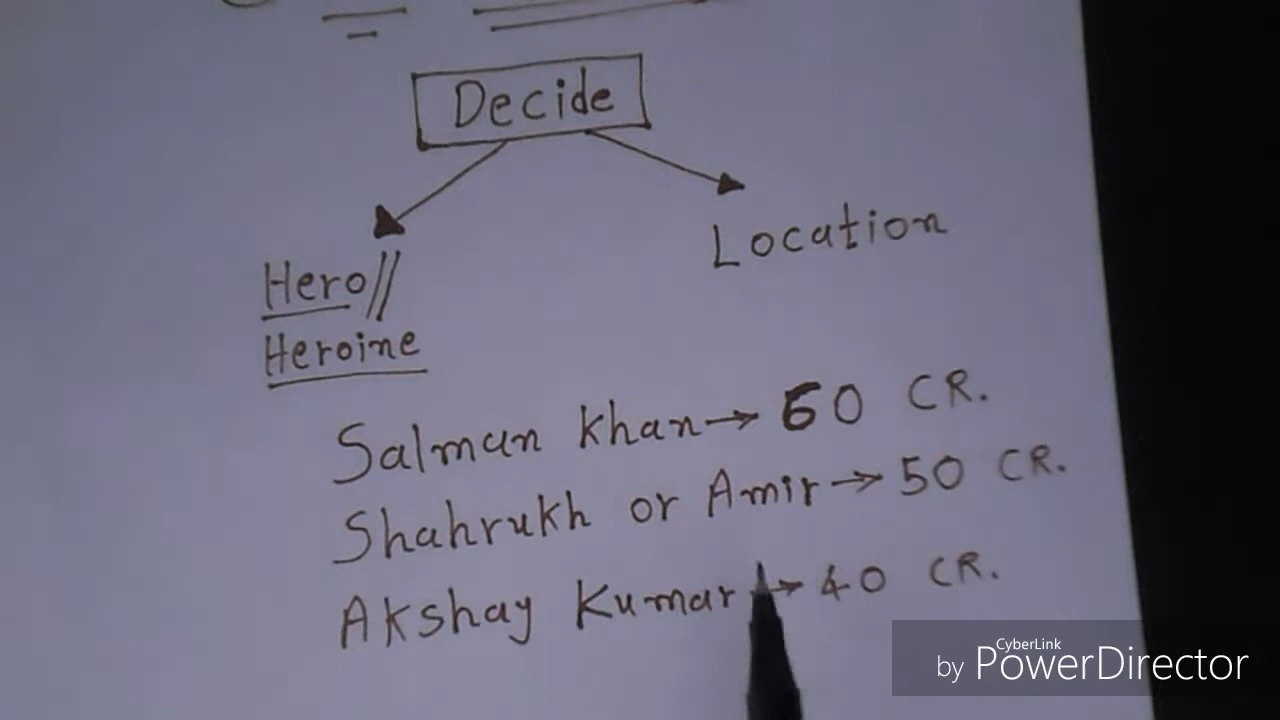 Decide
Hero//
Heroine
Location
Salman Khan → 60 CR.
Shahrukh or Amir → 50 CR.
Akshay Kumar → 40 CR.
CyberLink
by PowerDirector